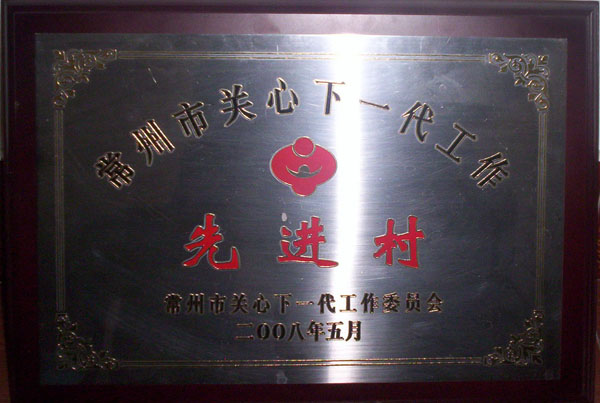 常州市关心下一代工作
先进村
常州市关心下一代工作委员会
二〇〇八年五月